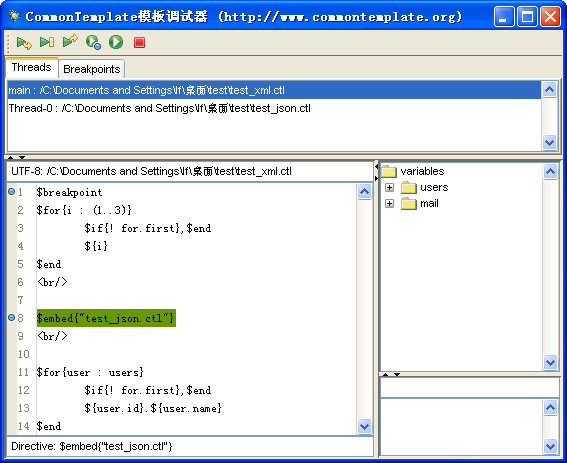 CommonTemplate模板调试器 (http://www.commontemplate.org)
Threads Breakpoints
main : /C:\Documents and Settings\lf\桌面\test\test_xml.ctl
Thread-0 : /C:\Documents and Settings\lf\桌面\test\test_json.ctl
UTF-8: /C:\Documents and Settings\lf\桌面\test\test_xml.ctl
1 $breakpoint
2 $for{i : (1..3)}
3 $if{! for.first},$end
4 ${i}
5 $end
6 <br/>
7
8 $embed{"test_json.ctl"}
9 <br/>
10
11 $for{user : users}
12 $if{! for.first},$end
13 ${user.id}.${user.name}
14 $end
Directive: $embed{"test_json.ctl"}
variables
users
mail